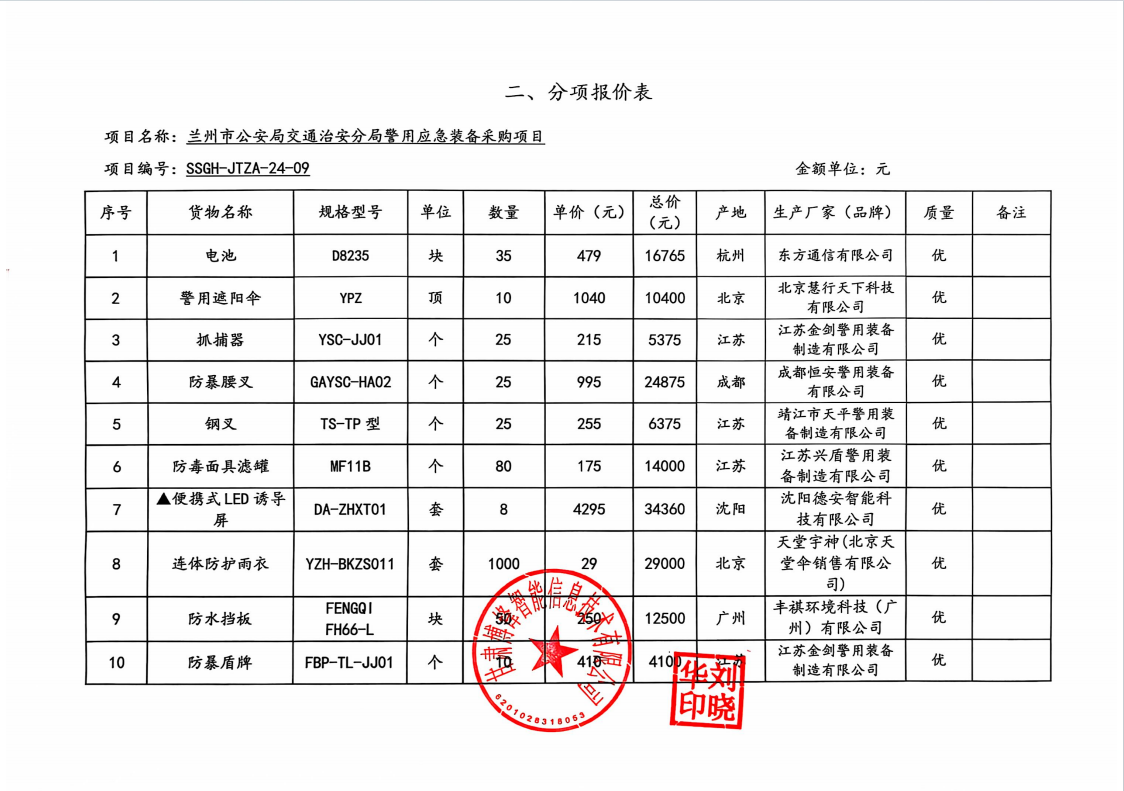 二、分项报价表
项目名称：兰州市公安局交通治安分局警用应急装备采购项目
项目编号：SSGH-JTZA-24-09 金额单位：元
序号 货物名称 规格型号 单位 数量 单价（元） 总价（元） 产地 生产厂家（品牌） 质量 备注
1 电池 D8235 块 35 479 16765 杭州 东方通信有限公司 优
2 警用遮阳伞 YPZ 顶 10 1040 10400 北京 北京慧行天下科技有限公司 优
3 抓捕器 YSC-JJ01 个 25 215 5375 江苏 江苏金剑警用装备制造有限公司 优
4 防暴腰叉 GAYSC-HA02 个 25 995 24875 成都 成都恒安警用装备有限公司 优
5 钢叉 TS-TP 型 个 25 255 6375 江苏 靖江市天平警用装备制造有限公司 优
6 防毒面具滤罐 MF11B 个 80 175 14000 江苏 江苏兴盾警用装备制造有限公司 优
7 ▲便携式 LED 诱导屏 DA-ZHXT01 套 8 4295 34360 沈阳 沈阳德安智能科技有限公司 优
8 连体防护雨衣 YZH-BKZS011 套 1000 29 29000 北京 天堂宇神(北京天堂伞销售有限公司) 优
9 防水挡板 FENGQI FH66-L 块 50 250 12500 广州 丰祺环境科技（广州）有限公司 优
10 防暴盾牌 FBP-TL-JJ01 个 10 410 4100 江苏 江苏金剑警用装备制造有限公司 优
智能信息技术有限公司
6201028318053
刘晓华印